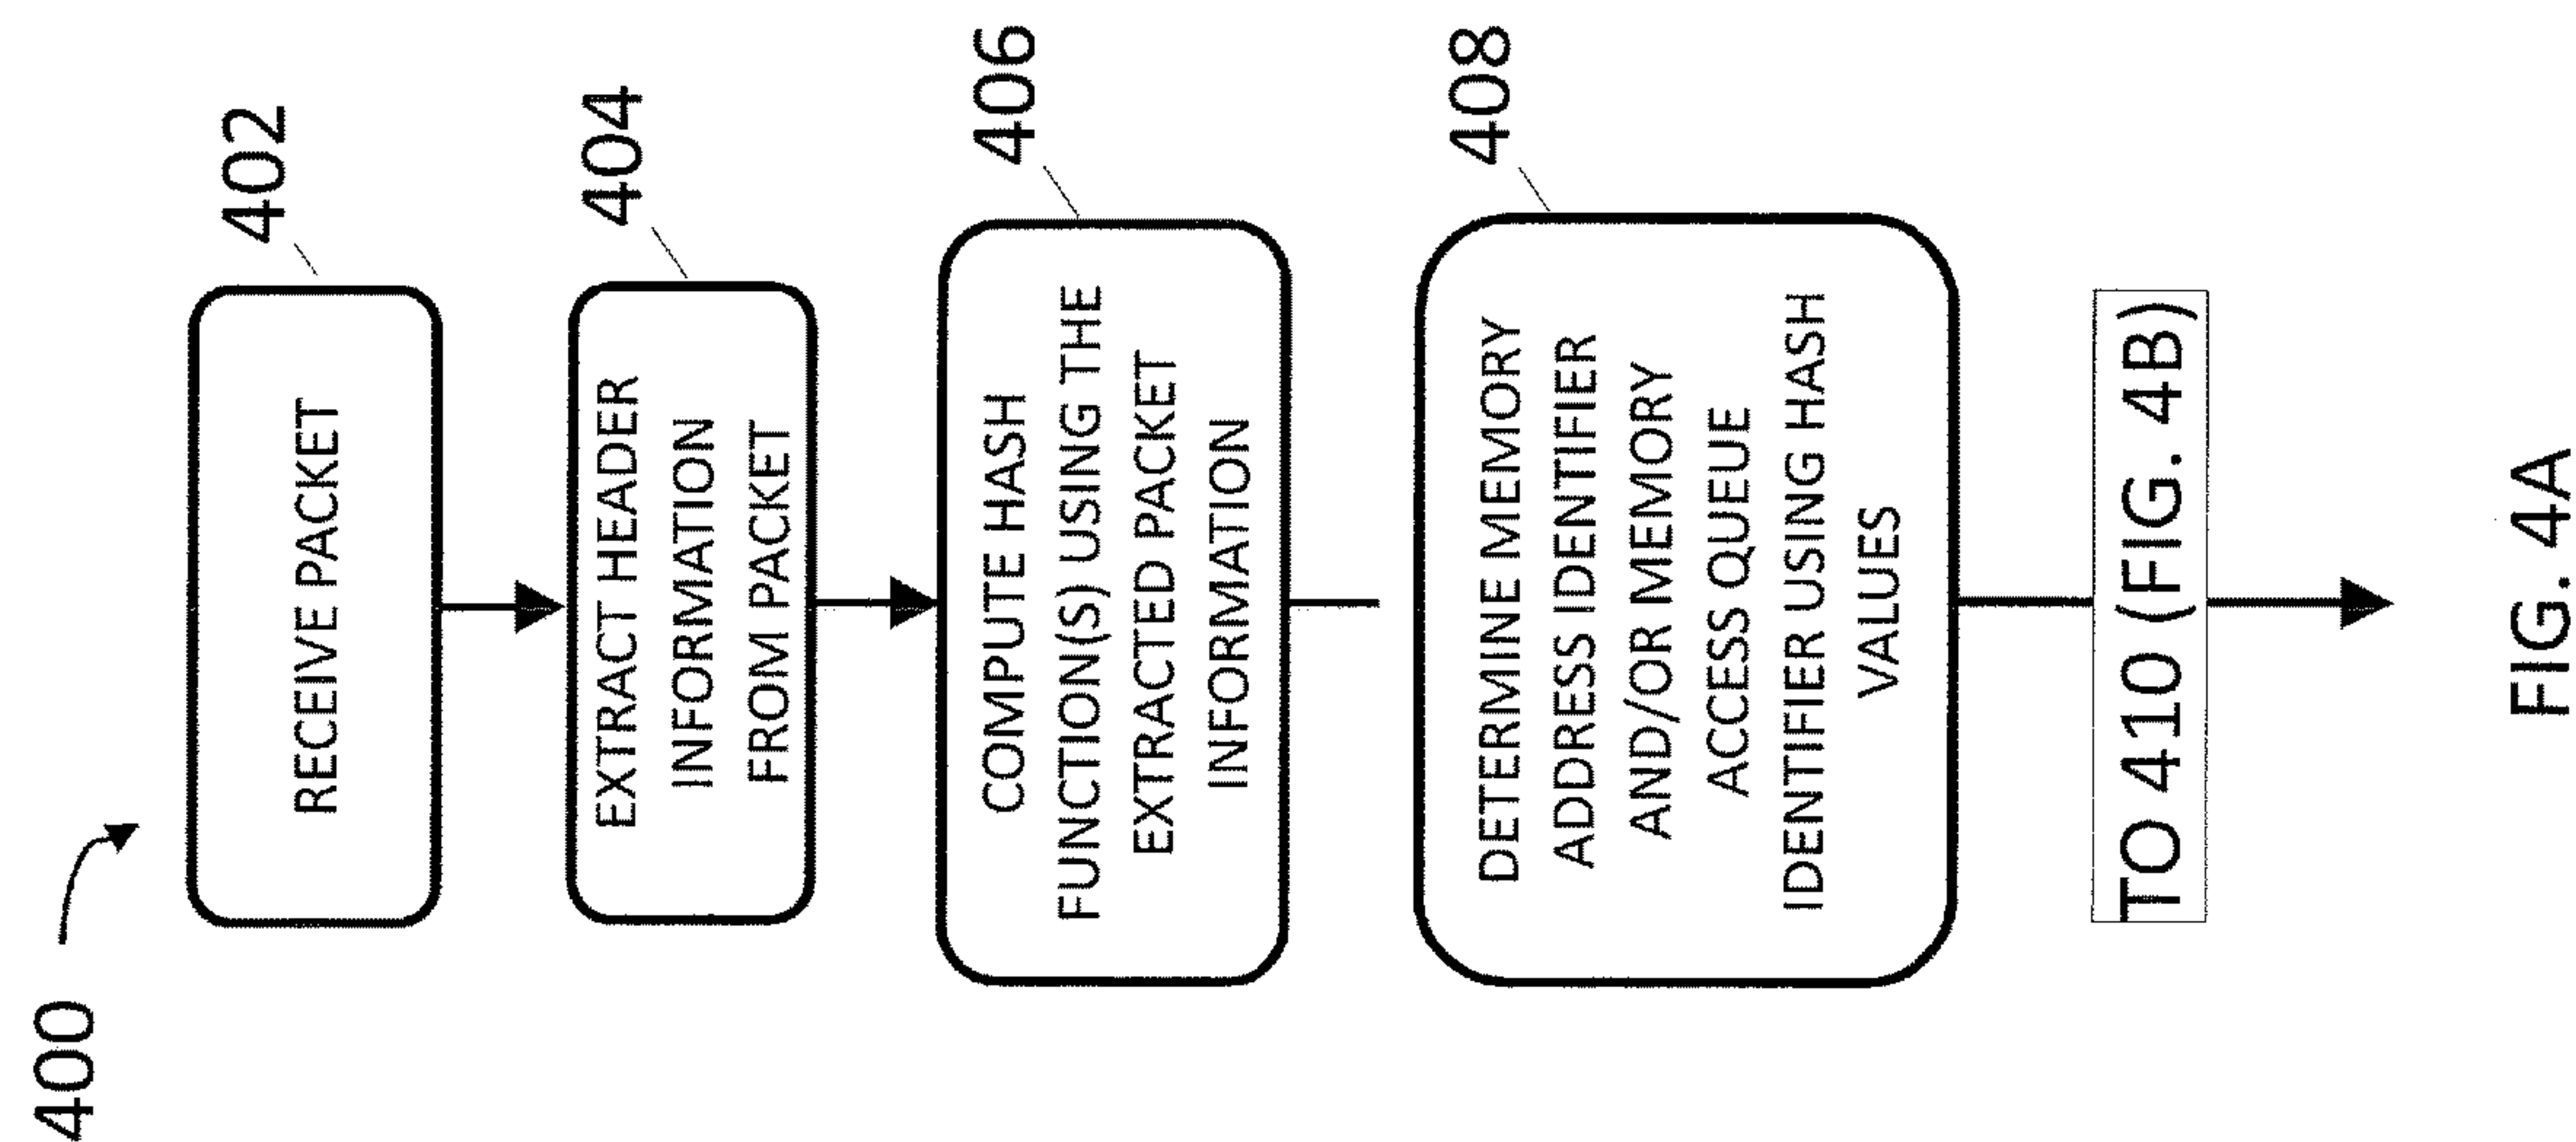 400
402
RECEIVE PACKET
404
EXTRACT HEADER
INFORMATION
FROM PACKET
406
COMPUTE HASH
FUNCTION(S) USING THE
EXTRACTED PACKET
INFORMATION
408
DETERMINE MEMORY
ADDRESS IDENTIFIER
AND/OR MEMORY
ACCESS QUEUE
IDENTIFIER USING HASH
VALUES
TO 410 (FIG. 4B)
FIG. 4A